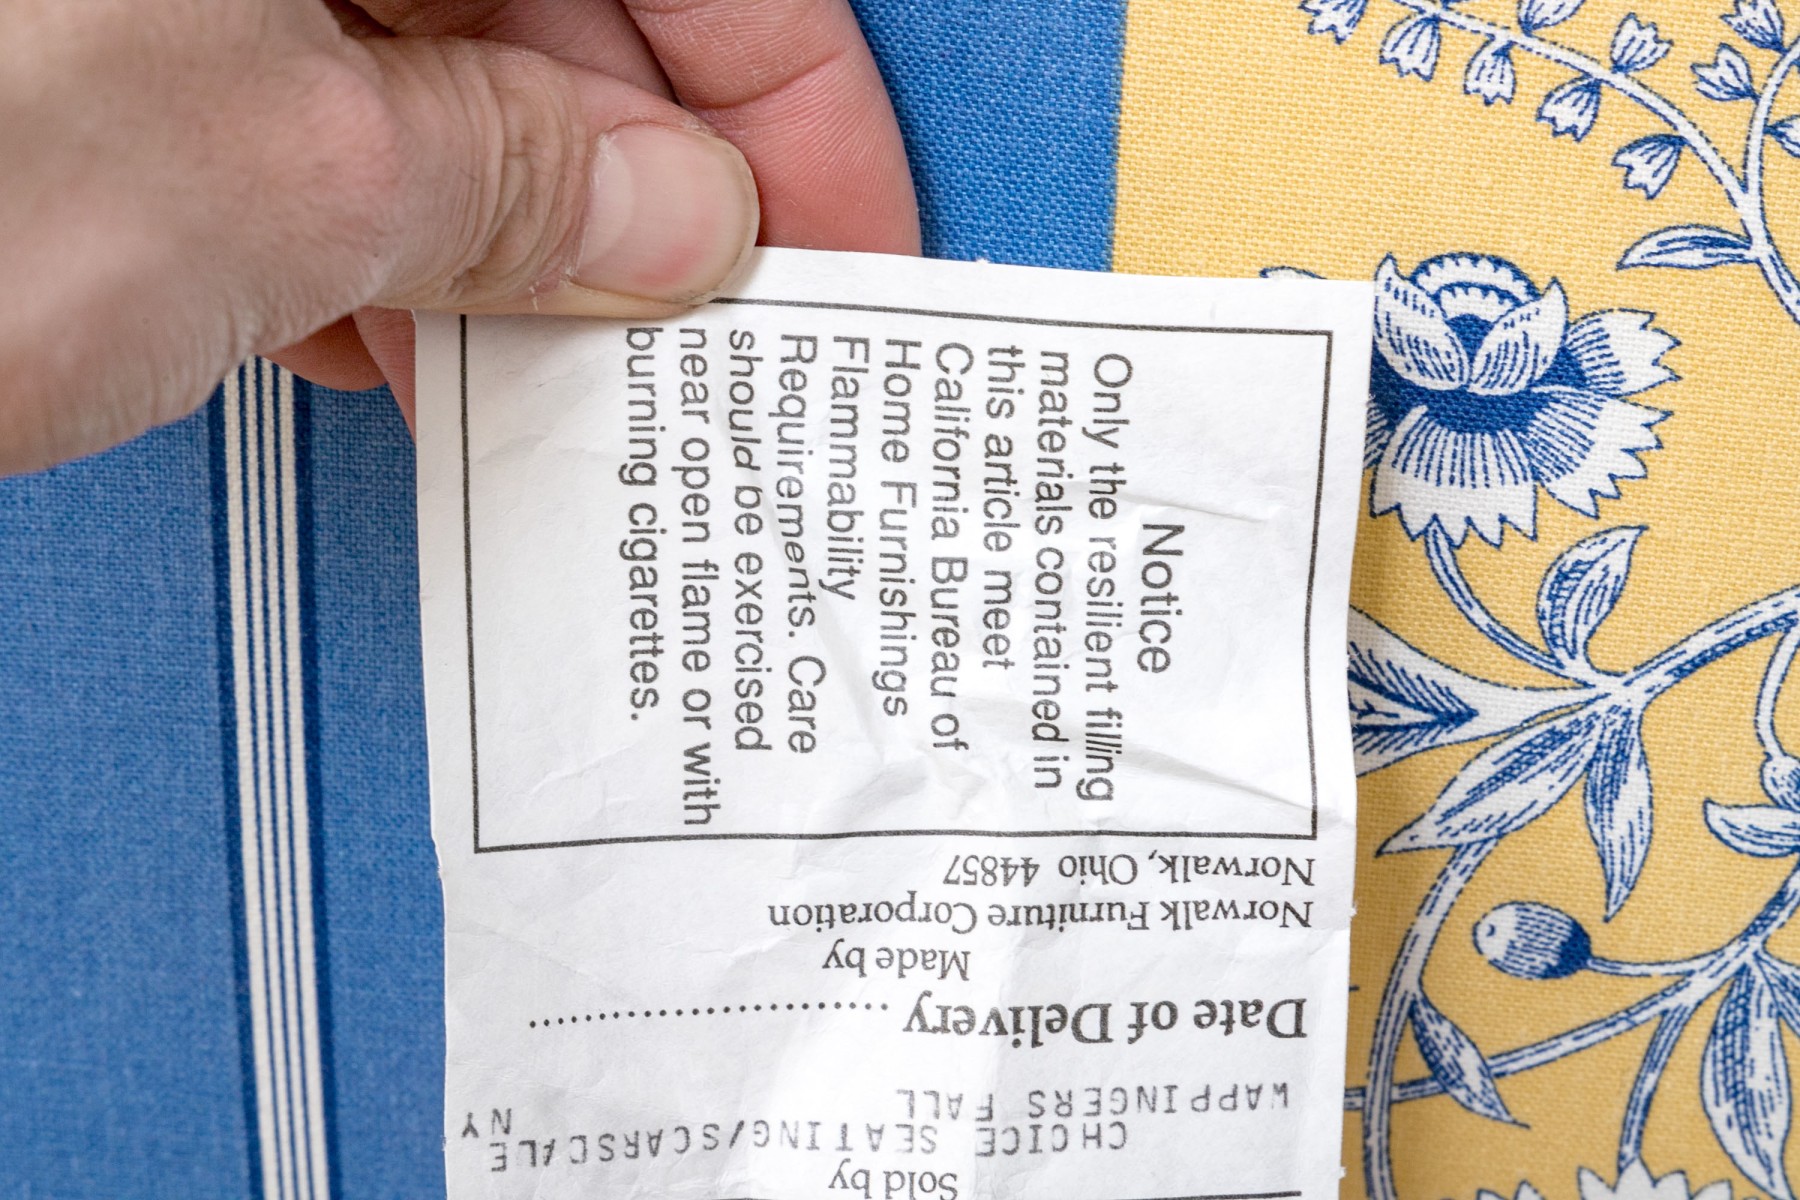 Sold by
CHOICE SEATING/SCARSCALE
WAPPINGERS FALL NY
Date of Delivery ........................
Made by
Norwalk Furniture Corporation
Norwalk, Ohio 44857
Notice
Only the resilient filling
materials contained in
this article meet
California Bureau of
Home Furnishings
Flammability
Requirements. Care
should be exercised
near open flame or with
burning cigarettes.